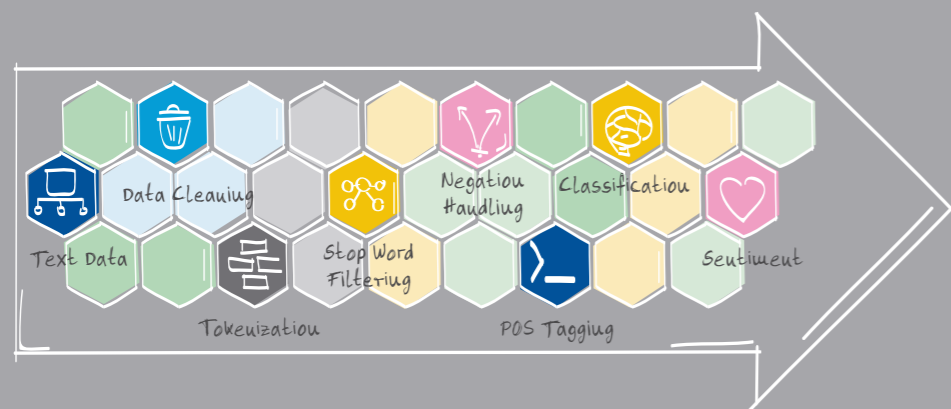 Text Data
Data Cleaning
Tokenization
Stop Word
Filtering
Negation
Handling
POS Tagging
Classification
Sentiment